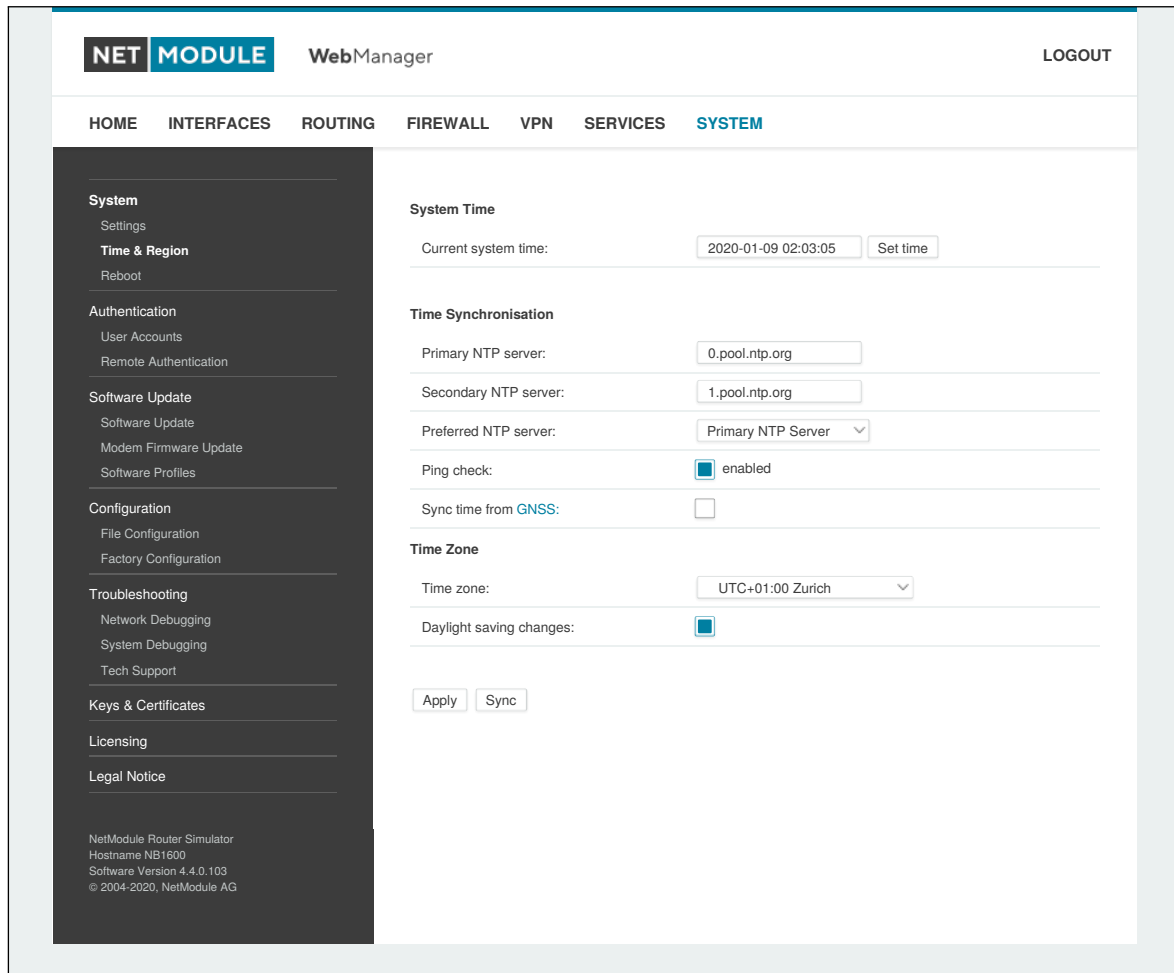 NET MODULE WebManager LOGOUT
HOME INTERFACES ROUTING FIREWALL VPN SERVICES SYSTEM
System
Settings
Time & Region
Reboot
Authentication
User Accounts
Remote Authentication
Software Update
Software Update
Modem Firmware Update
Software Profiles
Configuration
File Configuration
Factory Configuration
Troubleshooting
Network Debugging
System Debugging
Tech Support
Keys & Certificates
Licensing
Legal Notice
NetModule Router Simulator
Hostname NB1600
Software Version 4.4.0.103
© 2004-2020, NetModule AG
System Time
Current system time: 2020-01-09 02:03:05 Set time
Time Synchronisation
Primary NTP server: 0.pool.ntp.org
Secondary NTP server: 1.pool.ntp.org
Preferred NTP server: Primary NTP Server
Ping check: enabled
Sync time from GNSS:
Time Zone
Time zone: UTC+01:00 Zurich
Daylight saving changes:
Apply Sync